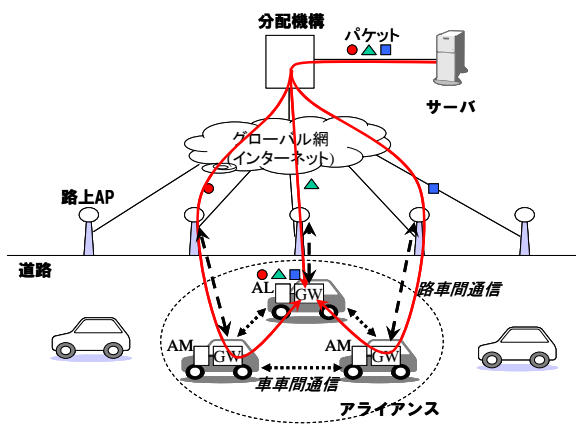 分配機構
パケット
サーバ
グローバル網
(インターネット)
路上AP
道路
AL
GW
路車間通信
AM
GW
AM
GW
車車間通信
アライアンス